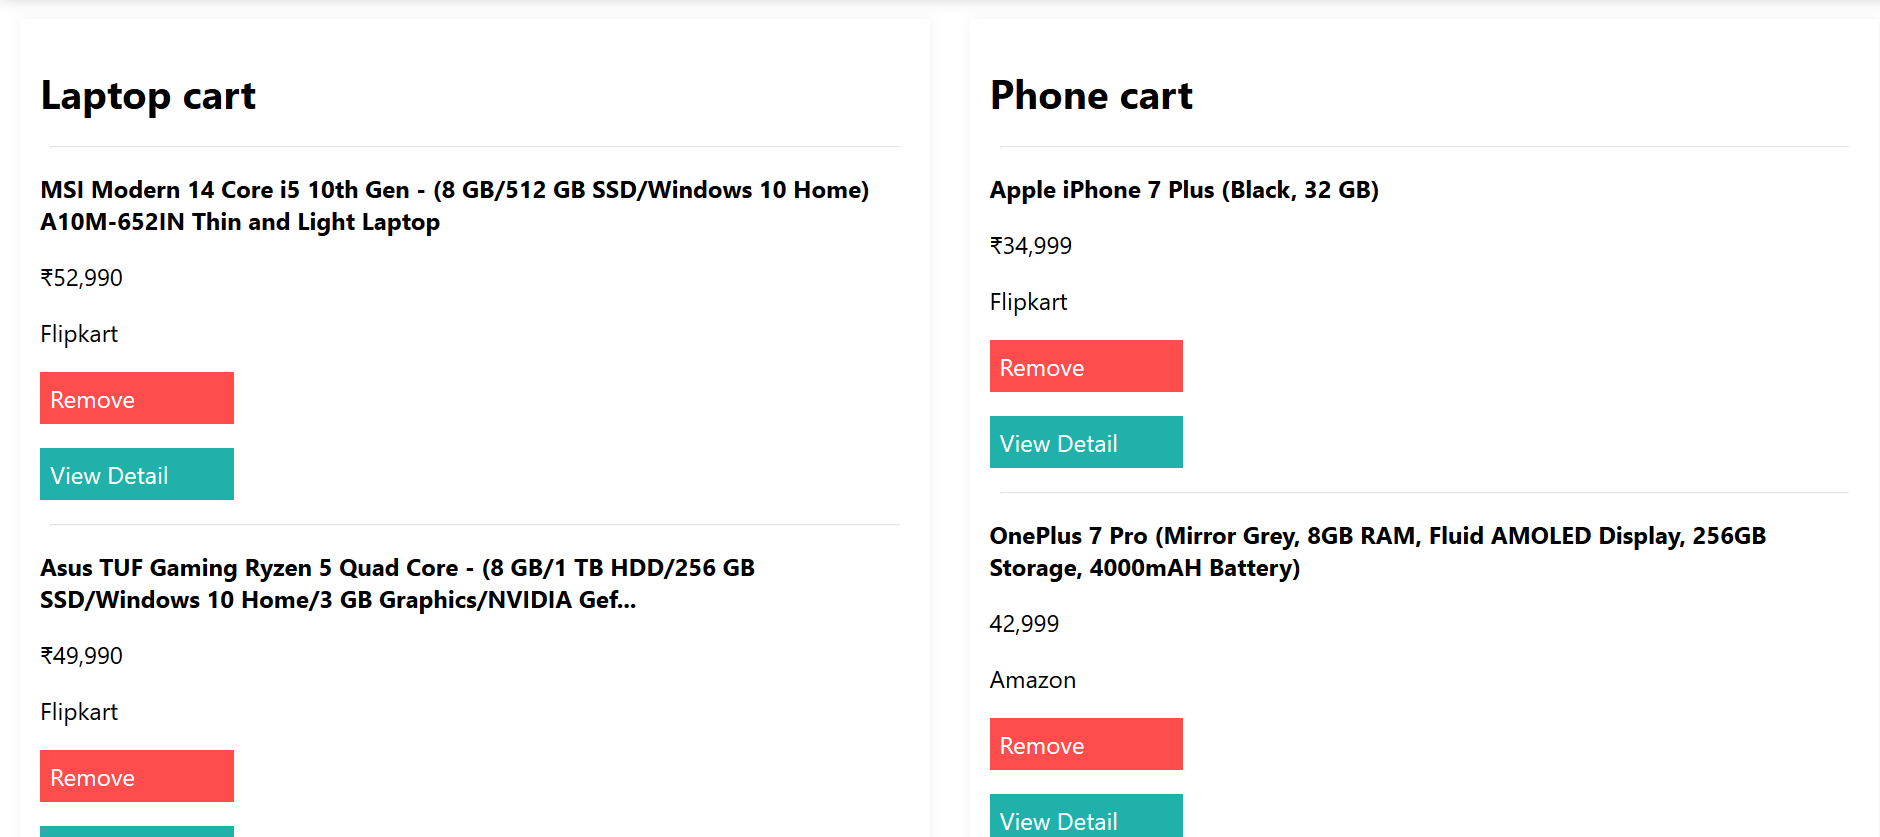 Laptop cart
MSI Modern 14 Core i5 10th Gen - (8 GB/512 GB SSD/Windows 10 Home)
A10M-652IN Thin and Light Laptop
₹52,990
Flipkart
Remove
View Detail
Asus TUF Gaming Ryzen 5 Quad Core - (8 GB/1 TB HDD/256 GB
SSD/Windows 10 Home/3 GB Graphics/NVIDIA Gef...
₹49,990
Flipkart
Remove
Phone cart
Apple iPhone 7 Plus (Black, 32 GB)
₹34,999
Flipkart
Remove
View Detail
OnePlus 7 Pro (Mirror Grey, 8GB RAM, Fluid AMOLED Display, 256GB
Storage, 4000mAH Battery)
42,999
Amazon
Remove
View Detail